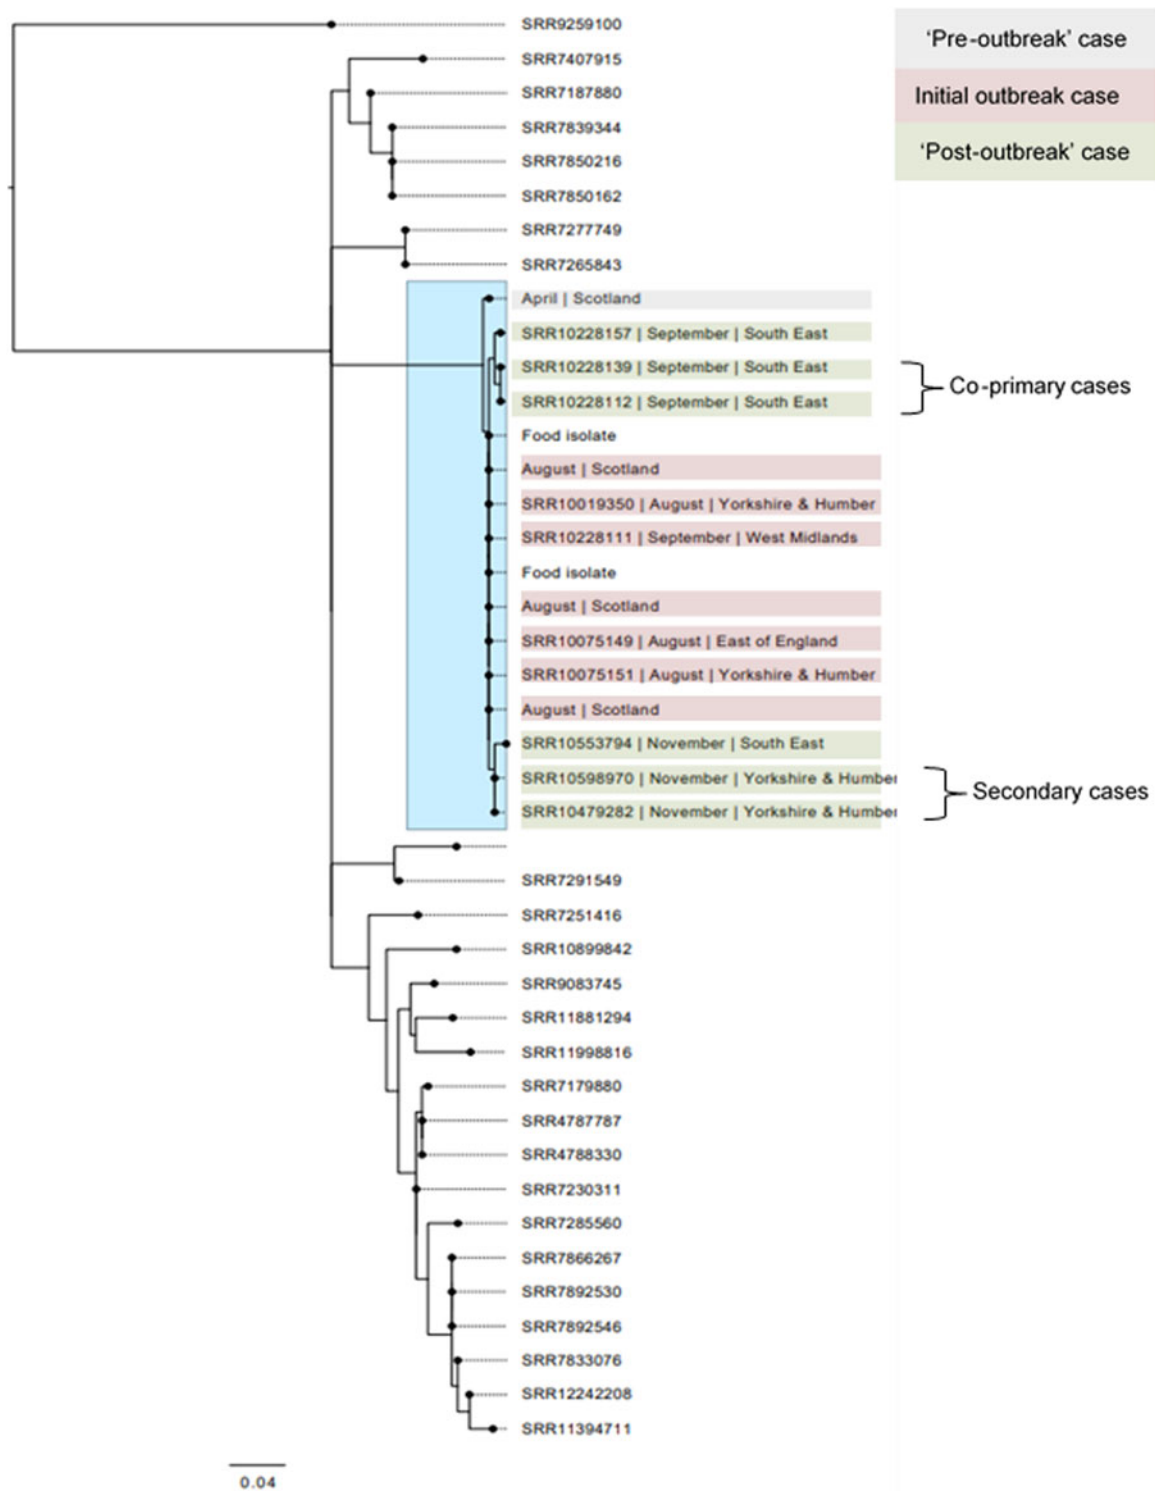 SRR9259100
SRR7407915
SRR7187880
SRR7839344
SRR7850216
SRR7850162
SRR7277749
SRR7265843
April | Scotland
SRR10228157 | September | South East
SRR10228139 | September | South East
SRR10228112 | September | South East
Food isolate
August | Scotland
SRR10019350 | August | Yorkshire & Humber
SRR10228111 | September | West Midlands
Food isolate
August | Scotland
SRR10075149 | August | East of England
SRR10075151 | August | Yorkshire & Humber
August | Scotland
SRR10553794 | November | South East
SRR10598970 | November | Yorkshire & Humber
SRR10479282 | November | Yorkshire & Humber
SRR7291549
SRR7251416
SRR10899842
SRR9083745
SRR11881294
SRR11998816
SRR7179880
SRR4787787
SRR4788330
SRR7230311
SRR7285560
SRR7866267
SRR7892530
SRR7892546
SRR7833076
SRR12242208
SRR11394711
0.04
‘Pre-outbreak’ case
Initial outbreak case
‘Post-outbreak’ case
Co-primary cases
Secondary cases